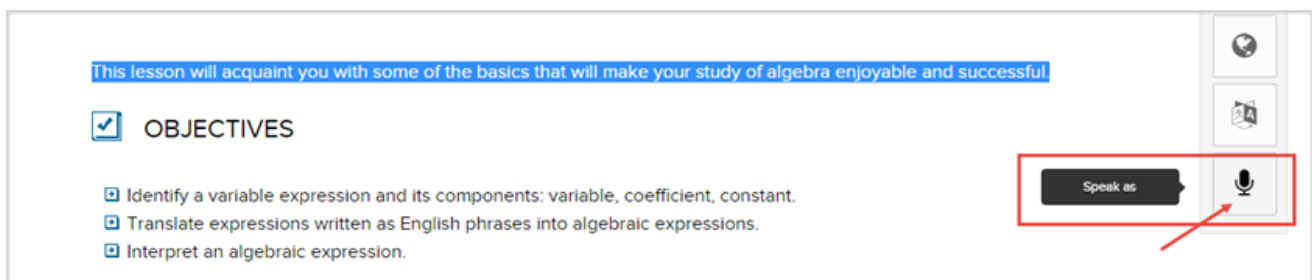 This lesson will acquaint you with some of the basics that will make your study of algebra enjoyable and successful.
OBJECTIVES
Identify a variable expression and its components: variable, coefficient, constant.
Speak as
Translate expressions written as English phrases into algebraic expressions.
Interpret an algebraic expression.